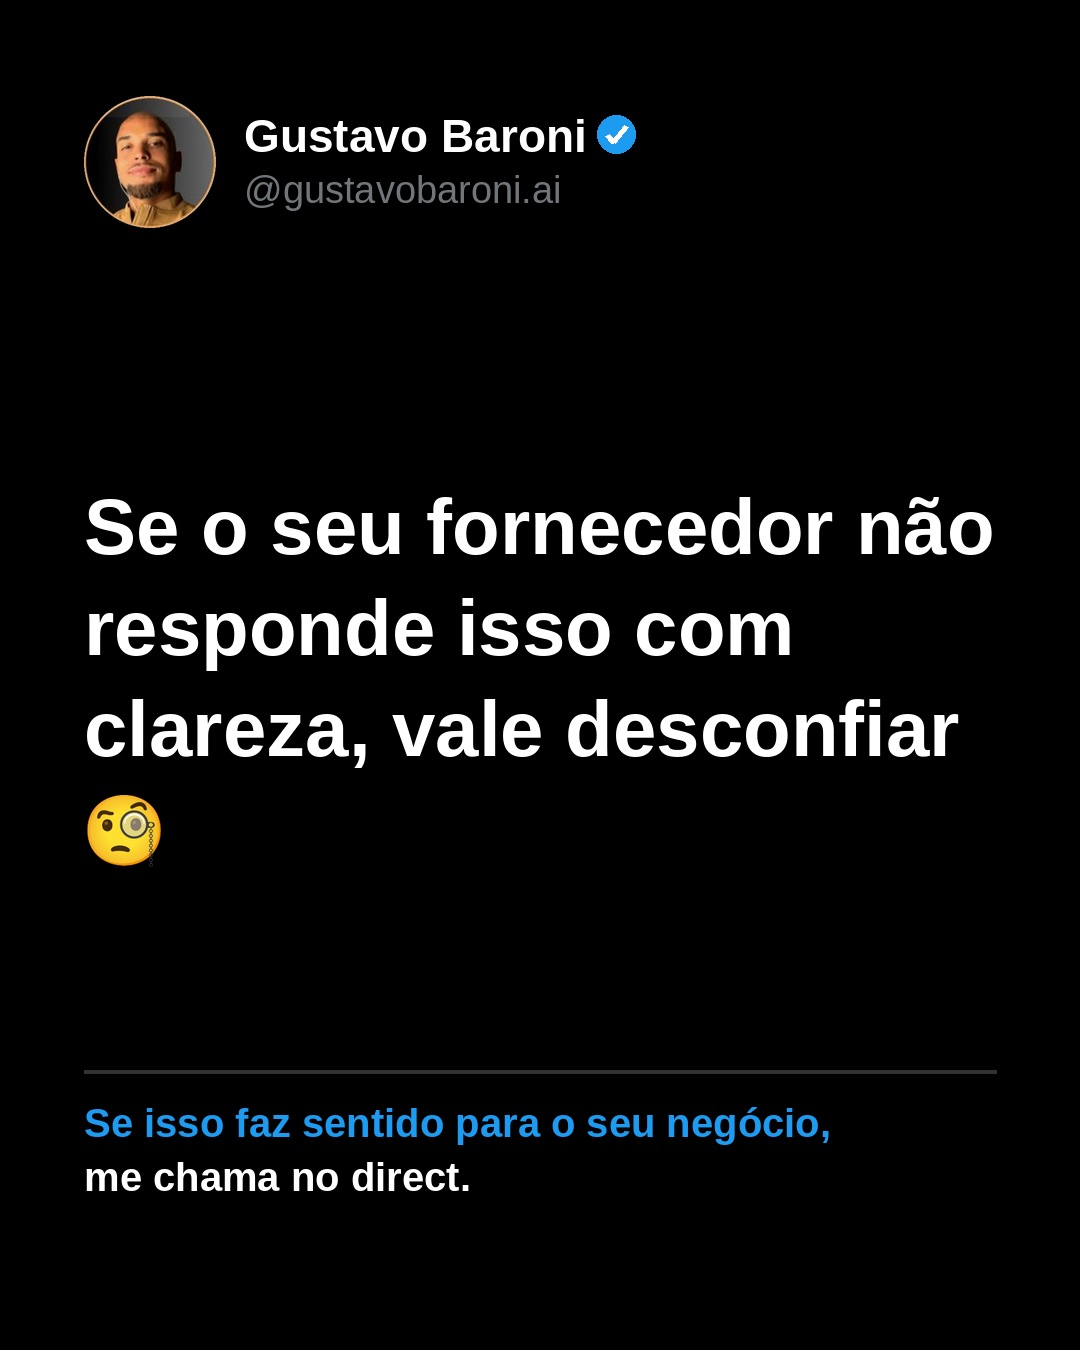 Gustavo Baroni
@gustavobaroni.ai
Se o seu fornecedor não
responde isso com
clareza, vale desconfiar
🧐
Se isso faz sentido para o seu negócio,
me chama no direct.